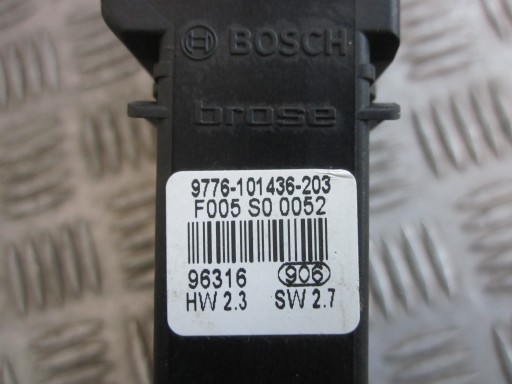 BOSCH
brose
9776-101436-203
F005 S0 0052
96316 906
HW 2.3 SW 2.7